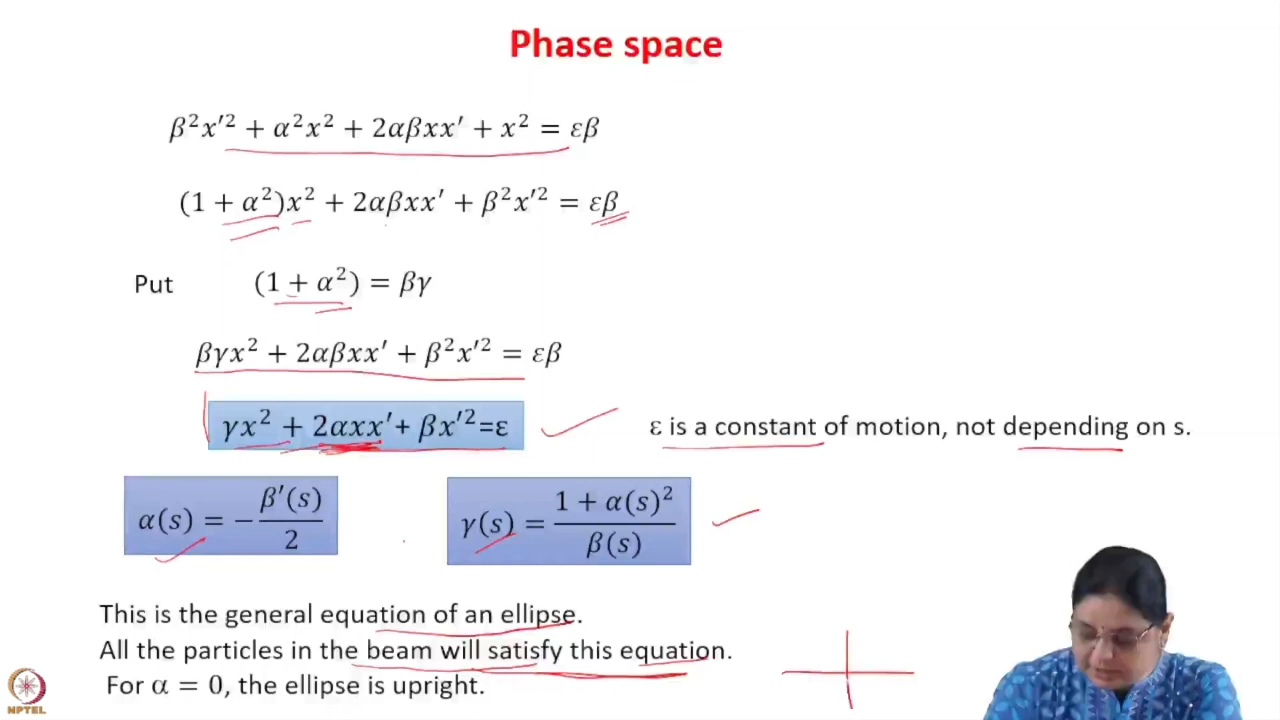 Phase space
β²x′² + α²x² + 2αβxx′ + x² = εβ
(1 + α²)x² + 2αβxx′ + β²x′² = εβ
Put (1 + α²) = βγ
βγx² + 2αβxx′ + β²x′² = εβ
γx² + 2αxx′+ βx′²=ε
ε is a constant of motion, not depending on s.
α(s) = −β′(s)/2
γ(s) = (1 + α(s)²)/β(s)
This is the general equation of an ellipse.
All the particles in the beam will satisfy this equation.
For α = 0, the ellipse is upright.
NPTEL